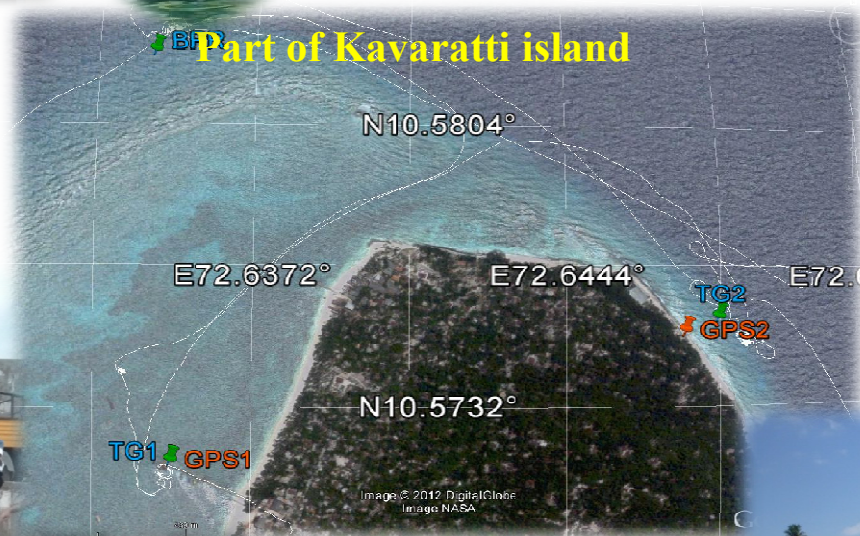 Part of Kavaratti island
N10.5804°
E72.6372°
E72.6444°
E72.
TG2
GPS2
N10.5732°
TG1
GPS1
Image © 2012 DigitalGlobe
Image NASA